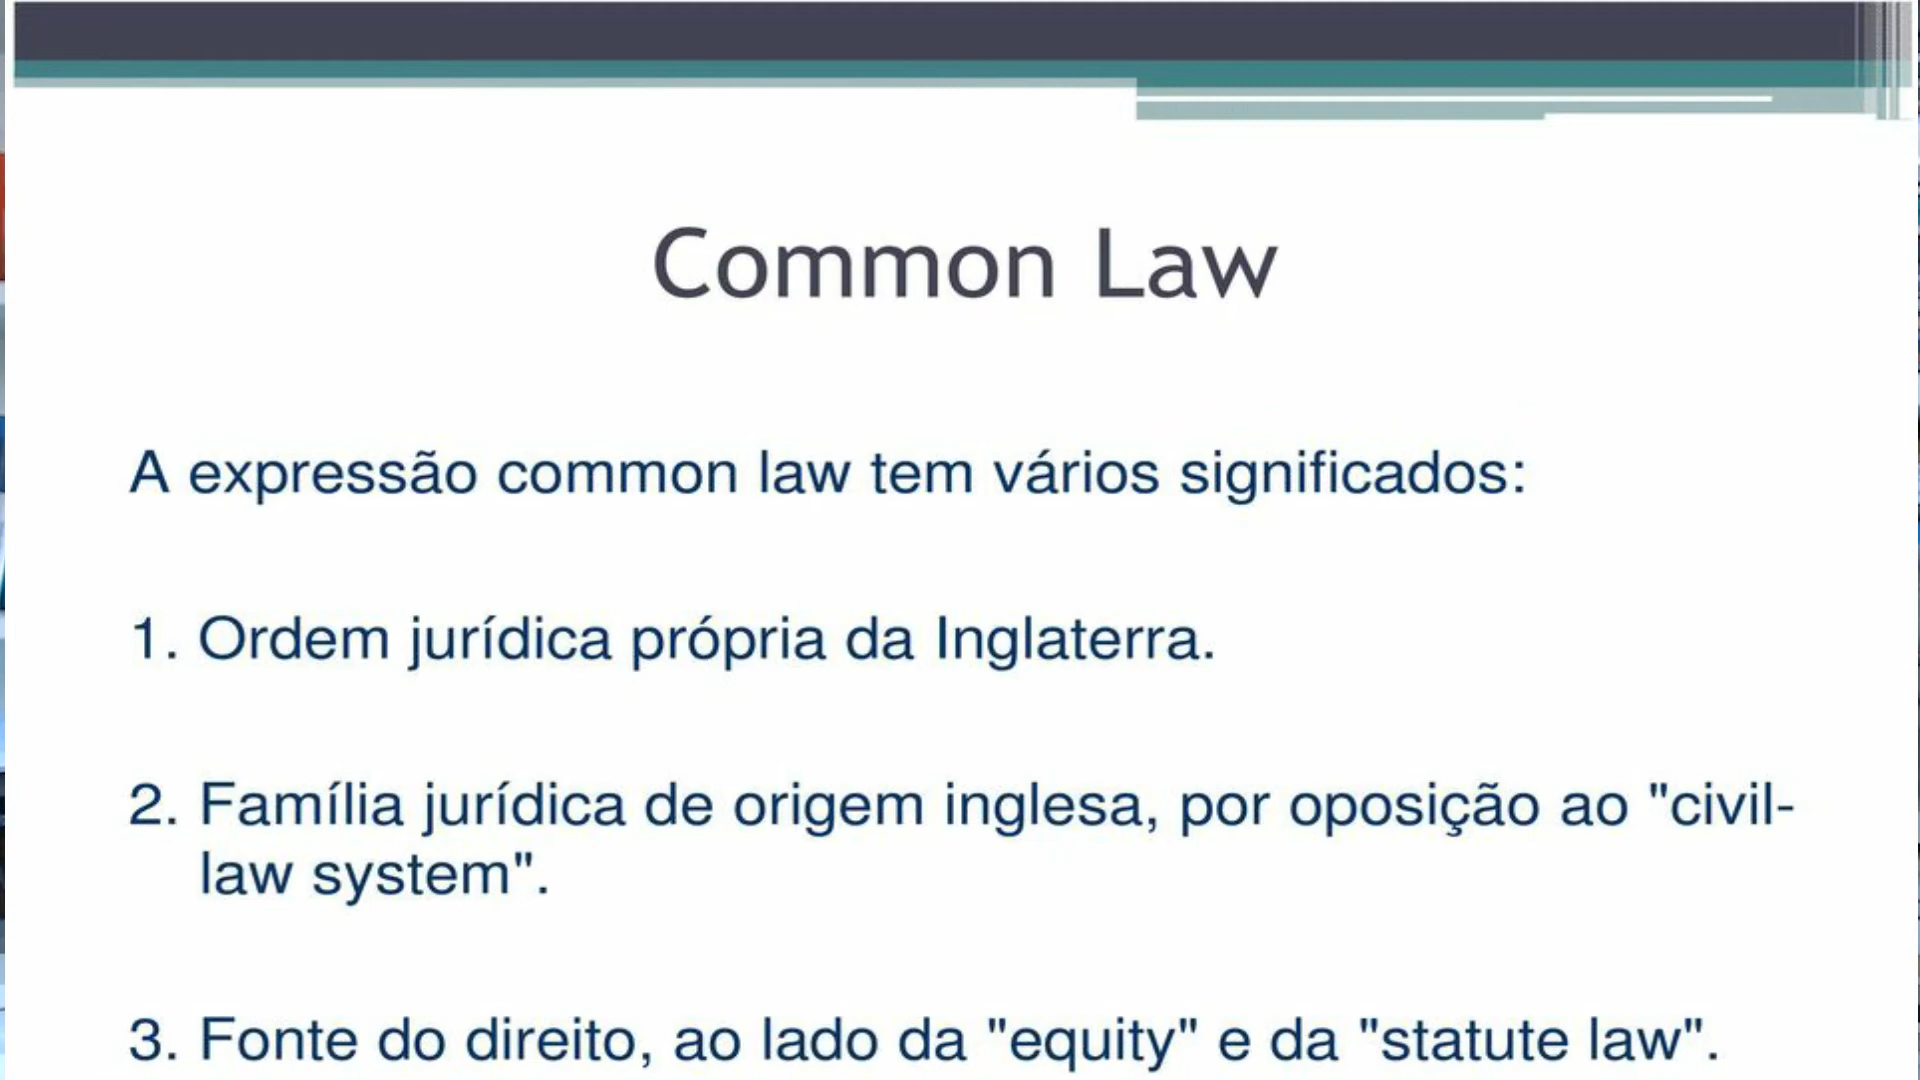 Common Law
A expressão common law tem vários significados:
1. Ordem jurídica própria da Inglaterra.
2. Família jurídica de origem inglesa, por oposição ao "civil-
law system".
3. Fonte do direito, ao lado da "equity" e da "statute law".